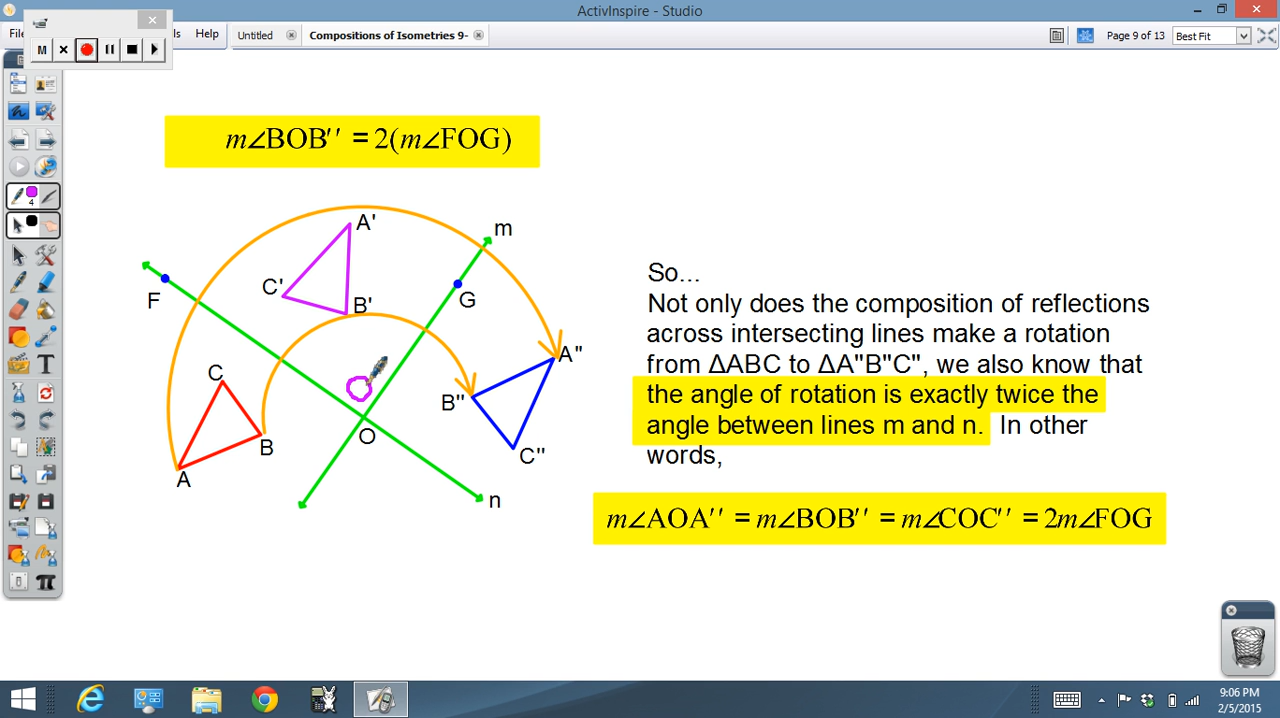 ActivInspire - Studio
Fil
ls Help
Untitled
Compositions of Isometries 9-
Page 9 of 13
Best Fit
M
4
T
π
m∠BOB'' = 2(m∠FOG)
A'
m
C'
F
G
B'
A"
C
B"
O
B
C"
A
n
So...
Not only does the composition of reflections
across intersecting lines make a rotation
from ΔABC to ΔA"B"C", we also know that
the angle of rotation is exactly twice the
angle between lines m and n. In other
words,
m∠AOA'' = m∠BOB'' = m∠COC'' = 2m∠FOG
9:06 PM
2/5/2015